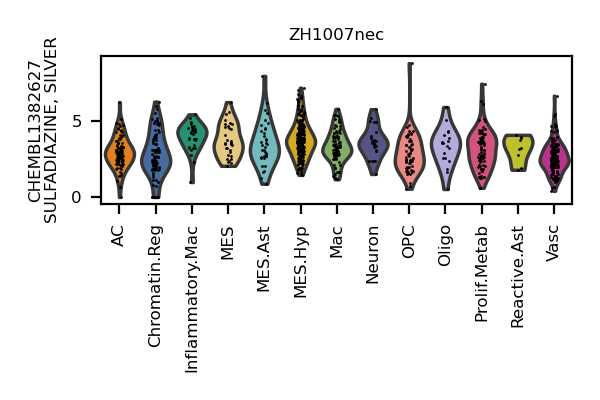 ZH1007nec
CHEMBL1382627
SULFADIAZINE, SILVER
5
0
AC
Chromatin.Reg
Inflammatory.Mac
MES
MES.Ast
MES.Hyp
Mac
Neuron
OPC
Oligo
Prolif.Metab
Reactive.Ast
Vasc